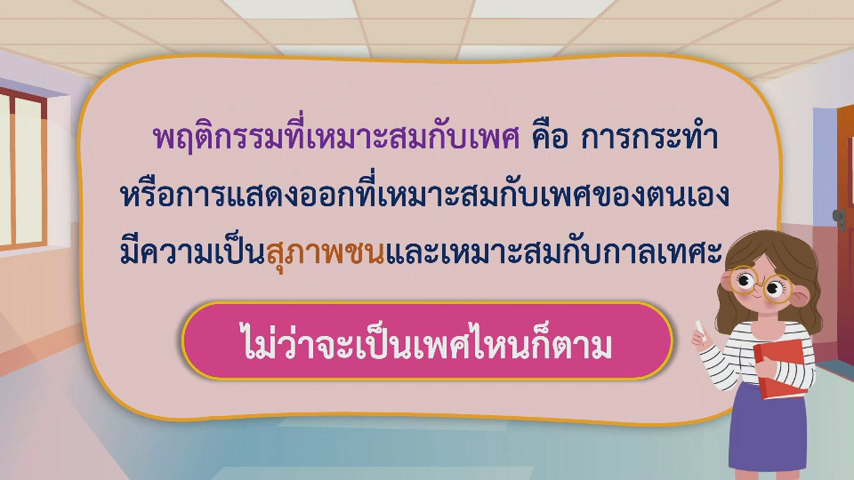 พฤติกรรมที่เหมาะสมกับเพศ คือ การกระทำ
หรือการแสดงออกที่เหมาะสมกับเพศของตนเอง
มีความเป็นสุภาพชนและเหมาะสมกับกาลเทศะ
ไม่ว่าจะเป็นเพศไหนก็ตาม